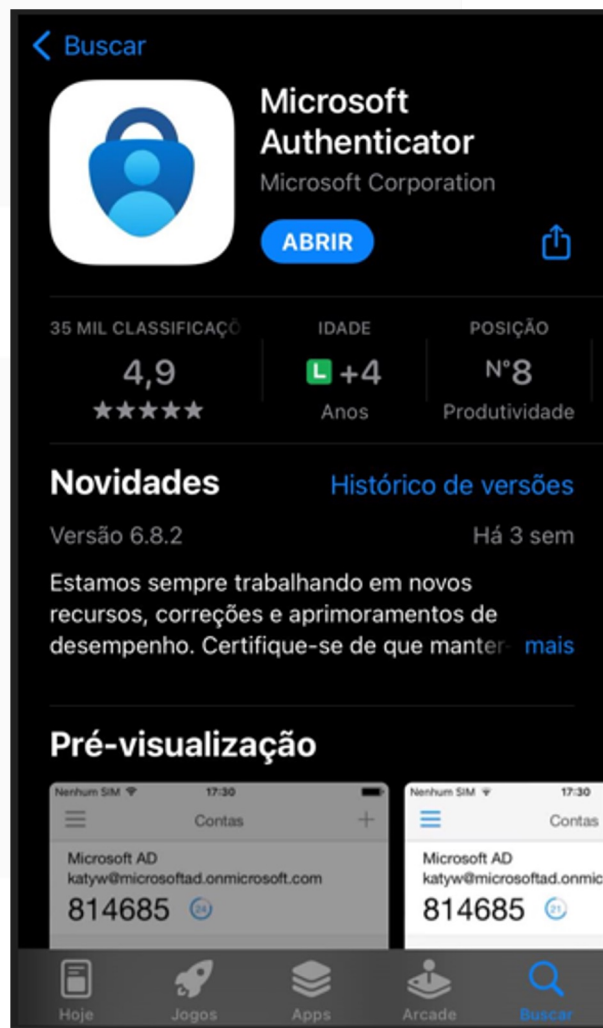 Buscar
Microsoft
Authenticator
Microsoft Corporation
ABRIR
35 MIL CLASSIFICAÇÕ
IDADE
POSIÇÃO
4,9
L +4
N°8
★★★★★
Anos
Produtividade
Novidades
Histórico de versões
Versão 6.8.2
Há 3 sem
Estamos sempre trabalhando em novos
recursos, correções e aprimoramentos de
desempenho. Certifique-se de que manter- mais
Pré-visualização
Nenhum SIM 17:30
Contas
Microsoft AD
katyw@microsoftad.onmicrosoft.com
814685 24
Nenhum SIM 17:30
Contas
Microsoft AD
katyw@microsoftad.onmic
814685 21
Hoje
Jogos
Apps
Arcade
Buscar